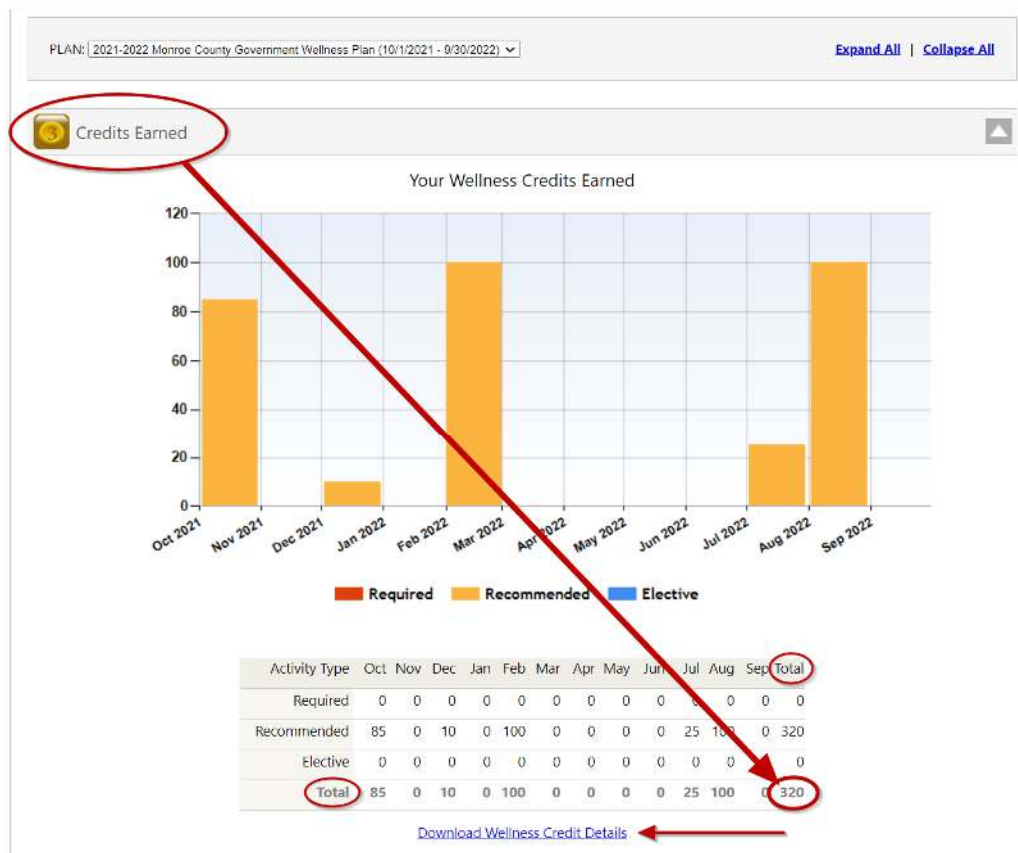 PLAN: 2021-2022 Monroe County Government Wellness Plan (10/1/2021 - 9/30/2022)
Expand All | Collapse All
3 Credits Earned
Your Wellness Credits Earned
120
100
80
60
40
20
0
Oct 2021 Nov 2021 Dec 2021 Jan 2022 Feb 2022 Mar 2022 Apr 2022 May 2022 Jun 2022 Jul 2022 Aug 2022 Sep 2022
Required Recommended Elective
Activity Type Oct Nov Dec Jan Feb Mar Apr May Jun Jul Aug Sep Total
Required 0 0 0 0 0 0 0 0 0 0 0 0 0
Recommended 85 0 10 0 100 0 0 0 0 25 100 0 320
Elective 0 0 0 0 0 0 0 0 0 0 0 0
Total 85 0 10 0 100 0 0 0 0 25 100 0 320
Download Wellness Credit Details